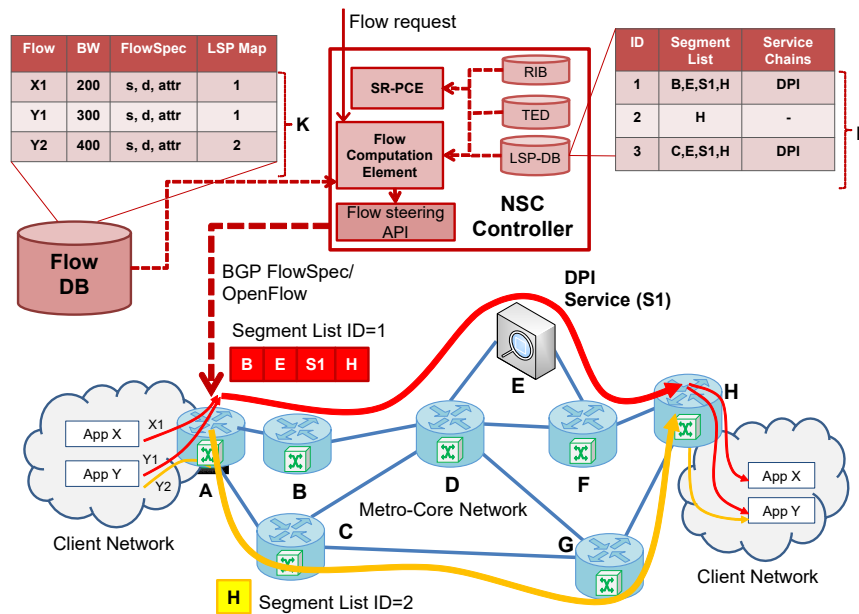 Flow request
Flow BW FlowSpec LSP Map
X1 200 s, d, attr 1
Y1 300 s, d, attr 1
Y2 400 s, d, attr 2
K
SR-PCE
RIB
TED
LSP-DB
Flow
Computation
Element
Flow steering
API
NSC
Controller
ID Segment List Service Chains
1 B,E,S1,H DPI
2 H -
3 C,E,S1,H DPI
Flow
DB
BGP FlowSpec/
OpenFlow
DPI
Service (S1)
Segment List ID=1
B E S1 H
E
H
App X
X1
App Y
Y1
Y2
A
B
D
F
App X
App Y
Metro-Core Network
C
G
Client Network
Client Network
H
Segment List ID=2